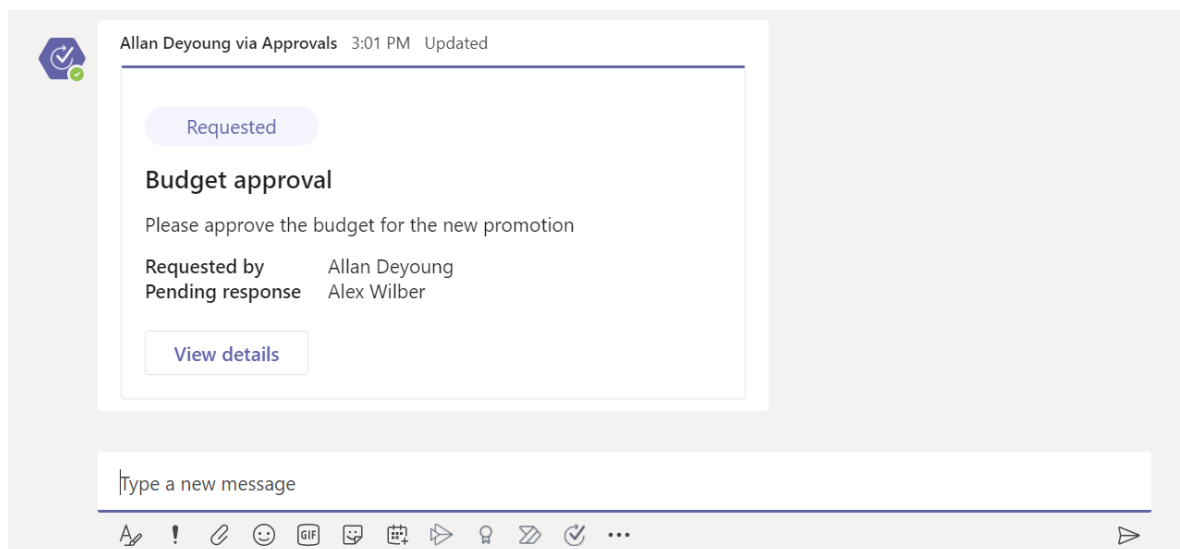 Allan Deyoung via Approvals 3:01 PM Updated
Requested
Budget approval
Please approve the budget for the new promotion
Requested by Allan Deyoung
Pending response Alex Wilber
View details
Type a new message
GIF